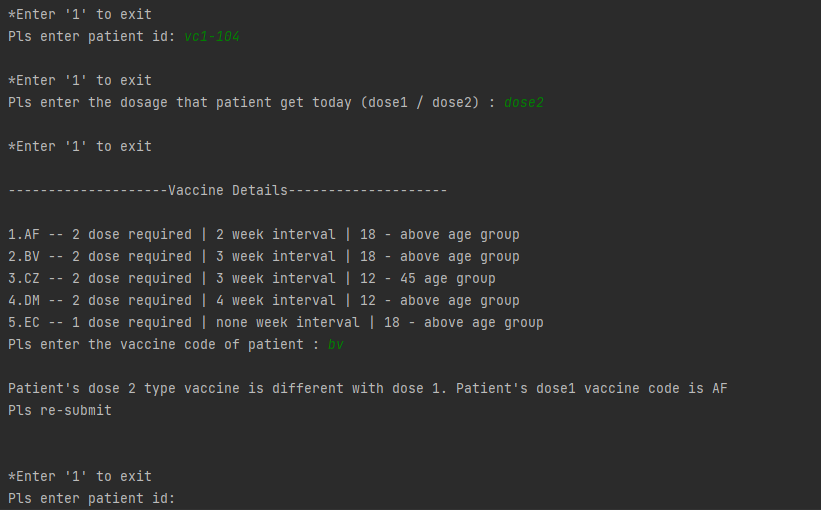 *Enter '1' to exit
Pls enter patient id: vc1-104
*Enter '1' to exit
Pls enter the dosage that patient get today (dose1 / dose2) : dose2
*Enter '1' to exit
--------------------Vaccine Details--------------------
1.AF -- 2 dose required | 2 week interval | 18 - above age group
2.BV -- 2 dose required | 3 week interval | 18 - above age group
3.CZ -- 2 dose required | 3 week interval | 12 - 45 age group
4.DM -- 2 dose required | 4 week interval | 12 - above age group
5.EC -- 1 dose required | none week interval | 18 - above age group
Pls enter the vaccine code of patient : bv
Patient's dose 2 type vaccine is different with dose 1. Patient's dose1 vaccine code is AF
Pls re-submit
*Enter '1' to exit
Pls enter patient id: